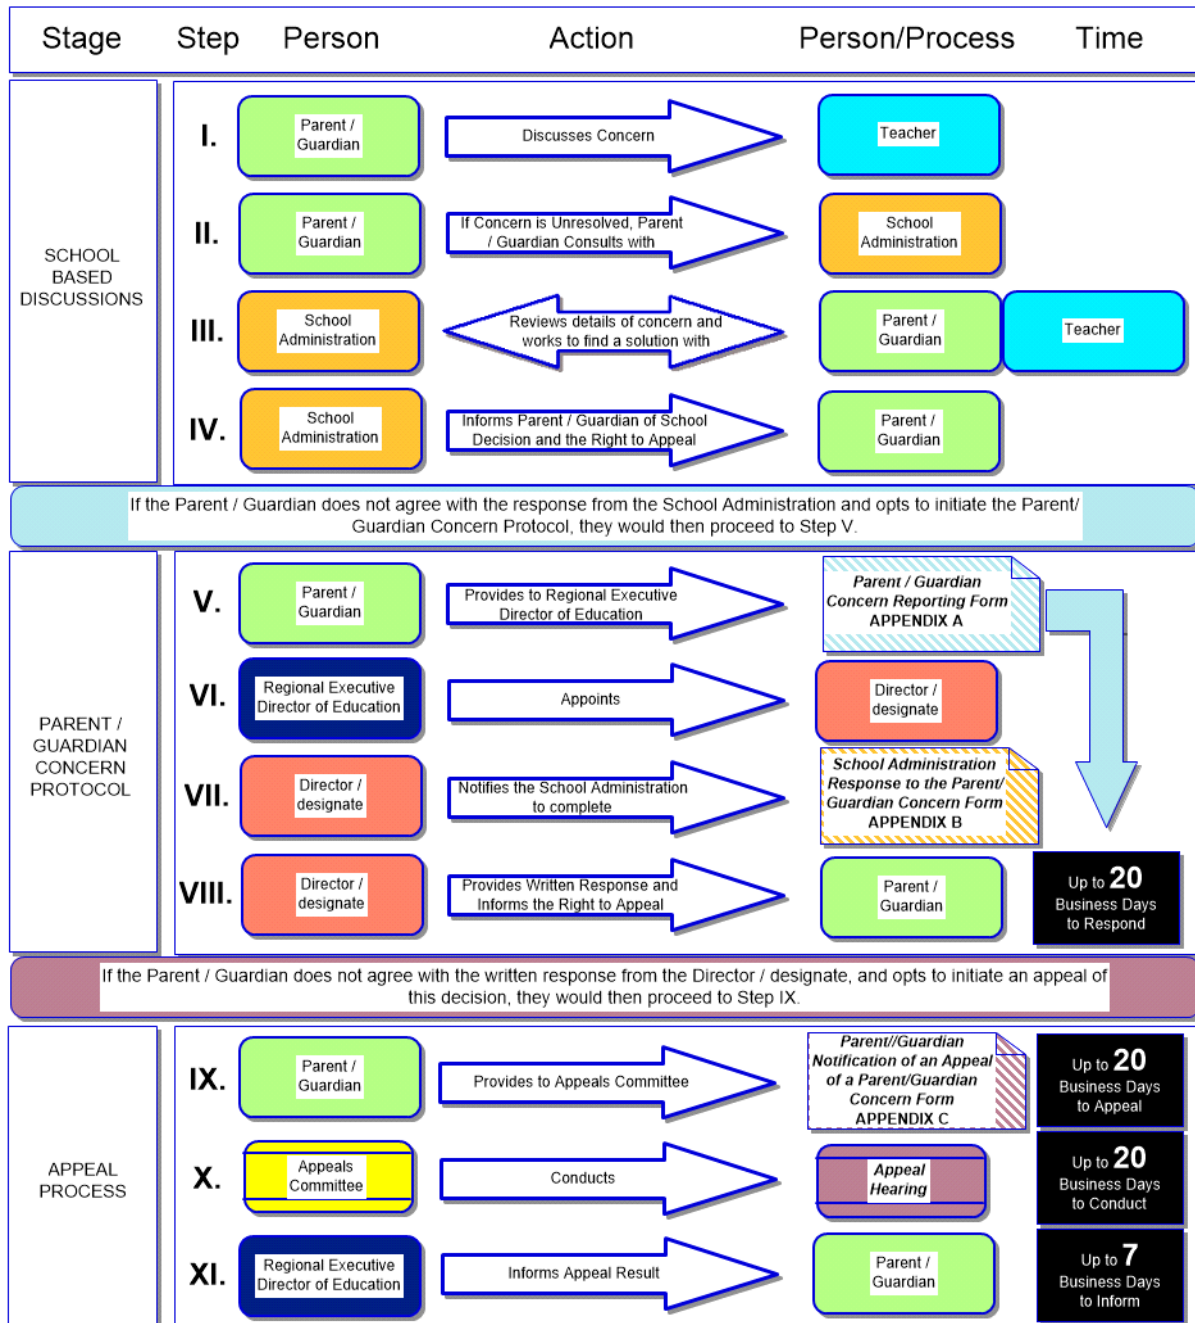 Stage Step Person Action Person/Process Time
SCHOOL
BASED
DISCUSSIONS
I.
Parent /
Guardian
Discusses Concern
Teacher
II.
Parent /
Guardian
If Concern is Unresolved, Parent
/ Guardian Consults with
School
Administration
III.
School
Administration
Reviews details of concern and
works to find a solution with
Parent /
Guardian
Teacher
IV.
School
Administration
Informs Parent / Guardian of School
Decision and the Right to Appeal
Parent /
Guardian
If the Parent / Guardian does not agree with the response from the School Administration and opts to initiate the Parent/
Guardian Concern Protocol, they would then proceed to Step V.
PARENT /
GUARDIAN
CONCERN
PROTOCOL
V.
Parent /
Guardian
Provides to Regional Executive
Director of Education
Parent / Guardian
Concern Reporting Form
APPENDIX A
VI.
Regional Executive
Director of Education
Appoints
Director /
designate
VII.
Director /
designate
Notifies the School Administration
to complete
School Administration
Response to the Parent/
Guardian Concern Form
APPENDIX B
VIII.
Director /
designate
Provides Written Response and
Informs the Right to Appeal
Parent /
Guardian
Up to 20
Business Days
to Respond
If the Parent / Guardian does not agree with the written response from the Director / designate, and opts to initiate an appeal of
this decision, they would then proceed to Step IX.
APPEAL
PROCESS
IX.
Parent /
Guardian
Provides to Appeals Committee
Parent//Guardian
Notification of an Appeal
of a Parent/Guardian
Concern Form
APPENDIX C
Up to 20
Business Days
to Appeal
X.
Appeals
Committee
Conducts
Appeal
Hearing
Up to 20
Business Days
to Conduct
XI.
Regional Executive
Director of Education
Informs Appeal Result
Parent /
Guardian
Up to 7
Business Days
to Inform